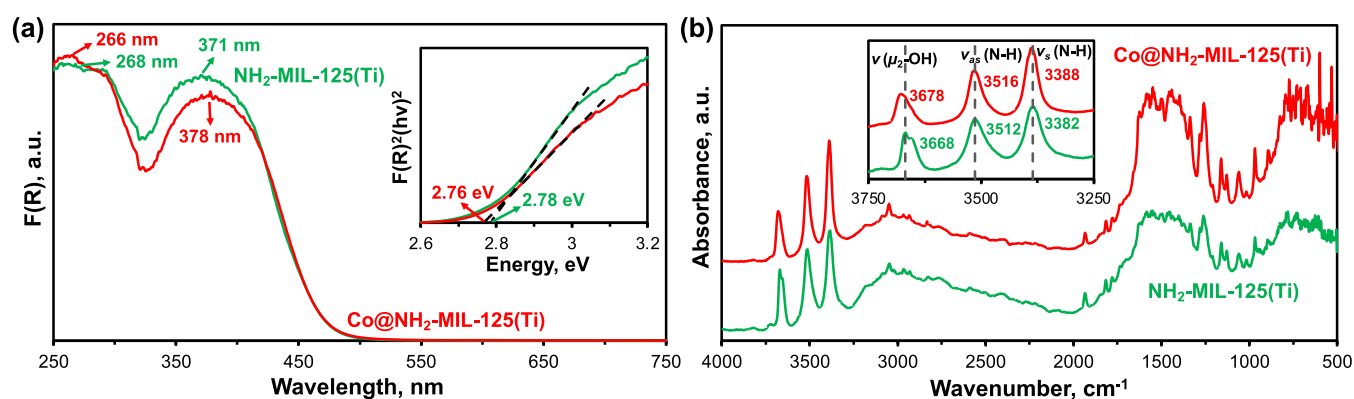 (a)
266 nm
268 nm
371 nm
NH₂-MIL-125(Ti)
378 nm
F(R), a.u.
F(R)²(hν)²
2.76 eV
2.78 eV
2.6 2.8 3 3.2
Energy, eV
Co@NH₂-MIL-125(Ti)
250 350 450 550 650 750
Wavelength, nm
(b)
ν (μ₂-OH) νas (N-H) νs (N-H)
3678 3516 3388
3668 3512 3382
3750 3500 3250
Co@NH₂-MIL-125(Ti)
NH₂-MIL-125(Ti)
Absorbance, a.u.
4000 3500 3000 2500 2000 1500 1000 500
Wavenumber, cm⁻¹